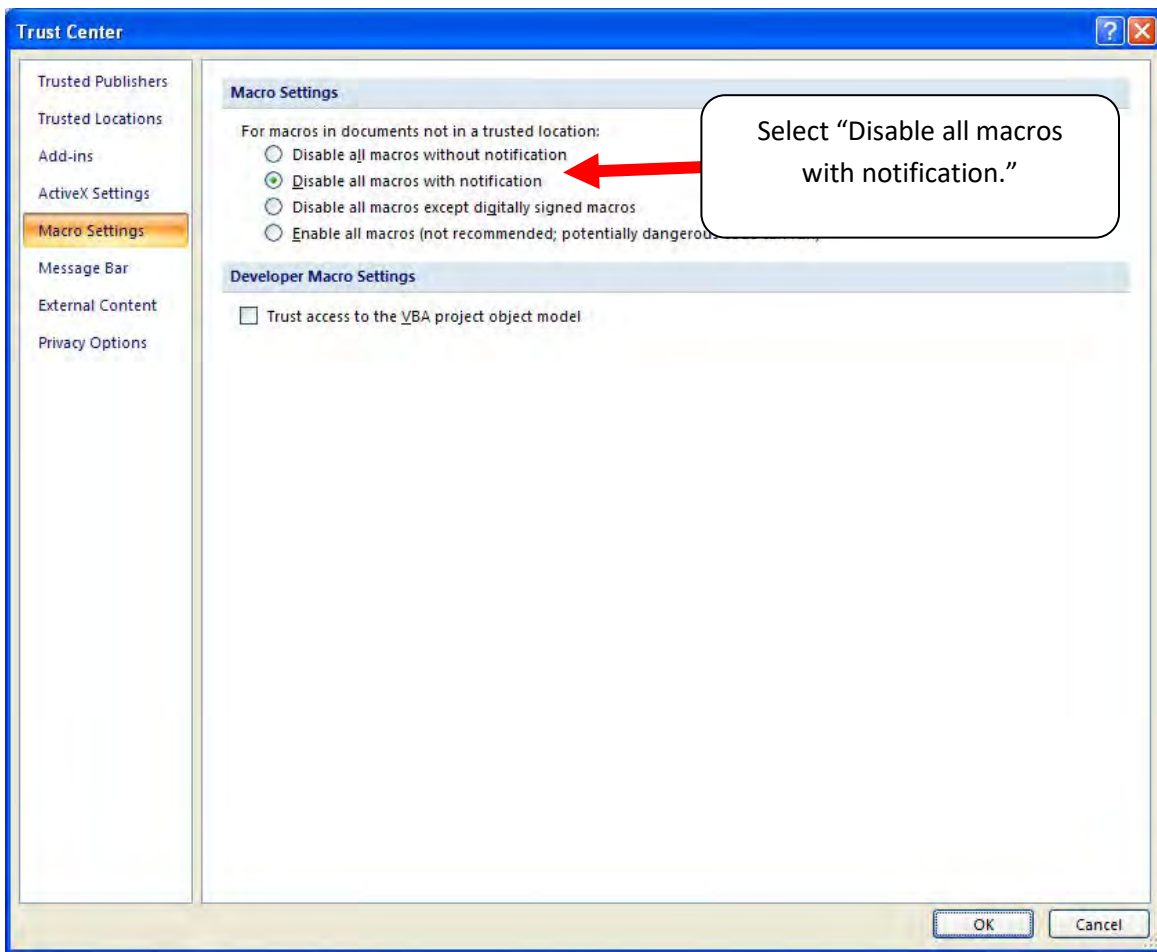 Trust Center
Trusted Publishers
Trusted Locations
Add-ins
ActiveX Settings
Macro Settings
Message Bar
External Content
Privacy Options
Macro Settings
For macros in documents not in a trusted location:
Disable all macros without notification
Disable all macros with notification
Disable all macros except digitally signed macros
Enable all macros (not recommended; potentially dangerous
Select “Disable all macros
with notification.”
Developer Macro Settings
Trust access to the VBA project object model
OK
Cancel